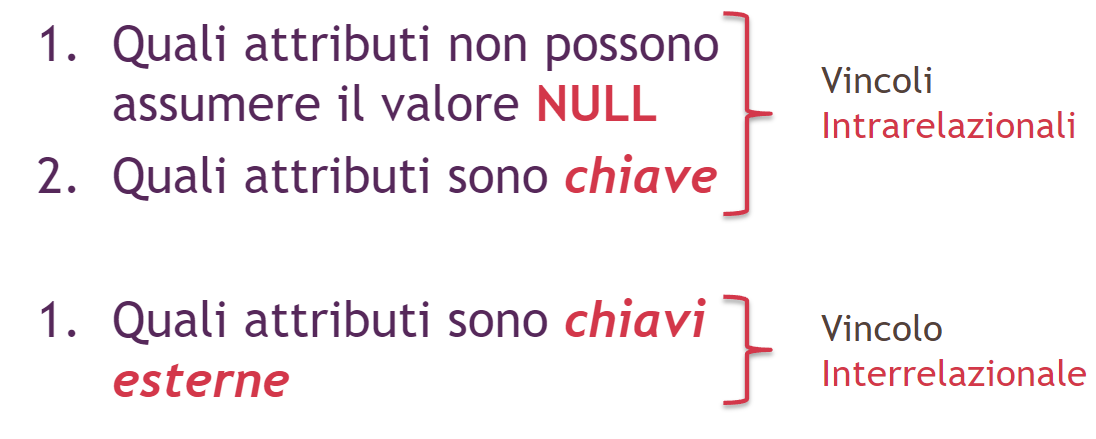 1. Quali attributi non possono
assumere il valore NULL
2. Quali attributi sono chiave
Vincoli
Intrarelazionali
1. Quali attributi sono chiavi
esterne
Vincolo
Interrelazionale